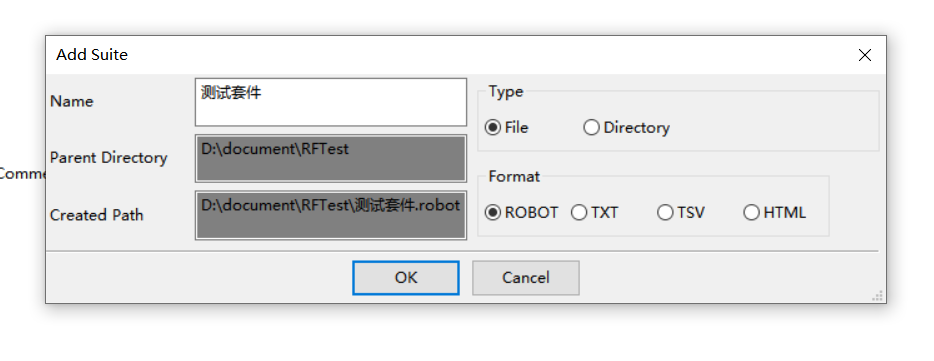 Add Suite
Name
测试套件
Type
File
Directory
Parent Directory
D:\document\RFTest
Comme
Format
Created Path
D:\document\RFTest\测试套件.robot
ROBOT
TXT
TSV
HTML
OK
Cancel